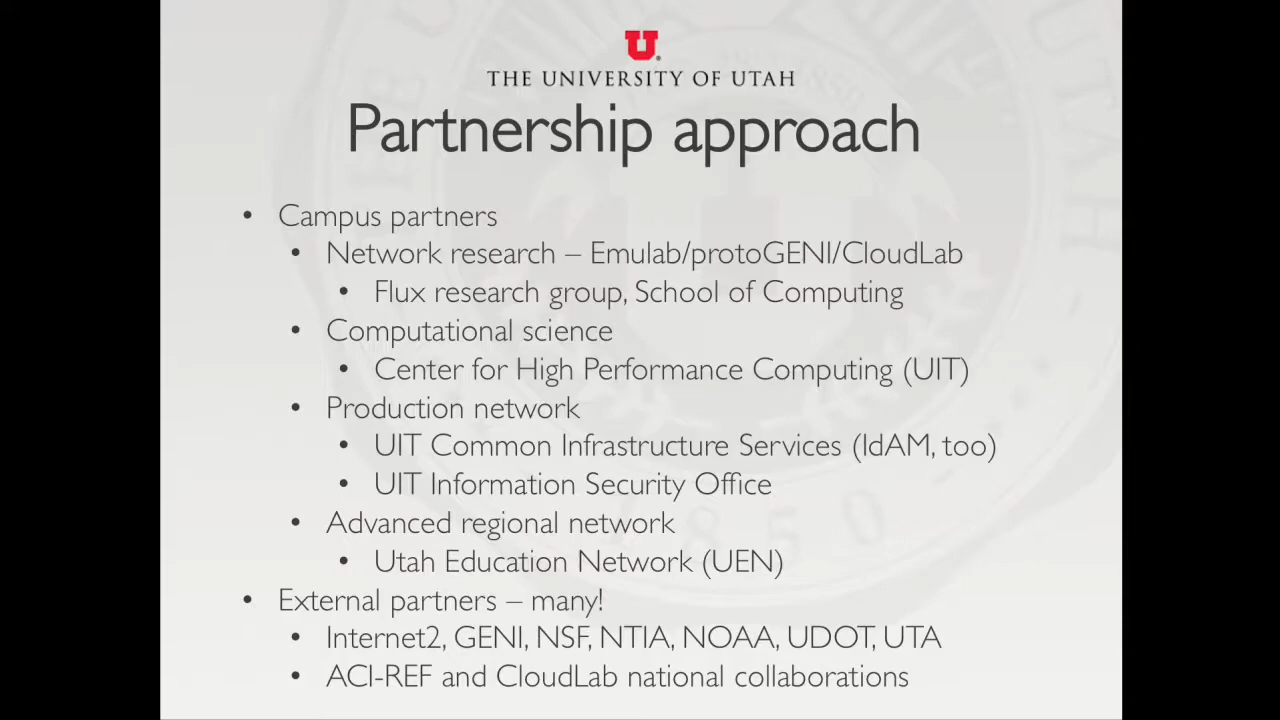 U
THE UNIVERSITY OF UTAH
Partnership approach
• Campus partners
• Network research – Emulab/protoGENI/CloudLab
• Flux research group, School of Computing
• Computational science
• Center for High Performance Computing (UIT)
• Production network
• UIT Common Infrastructure Services (IdAM, too)
• UIT Information Security Office
• Advanced regional network
• Utah Education Network (UEN)
• External partners – many!
• Internet2, GENI, NSF, NTIA, NOAA, UDOT, UTA
• ACI-REF and CloudLab national collaborations
1850